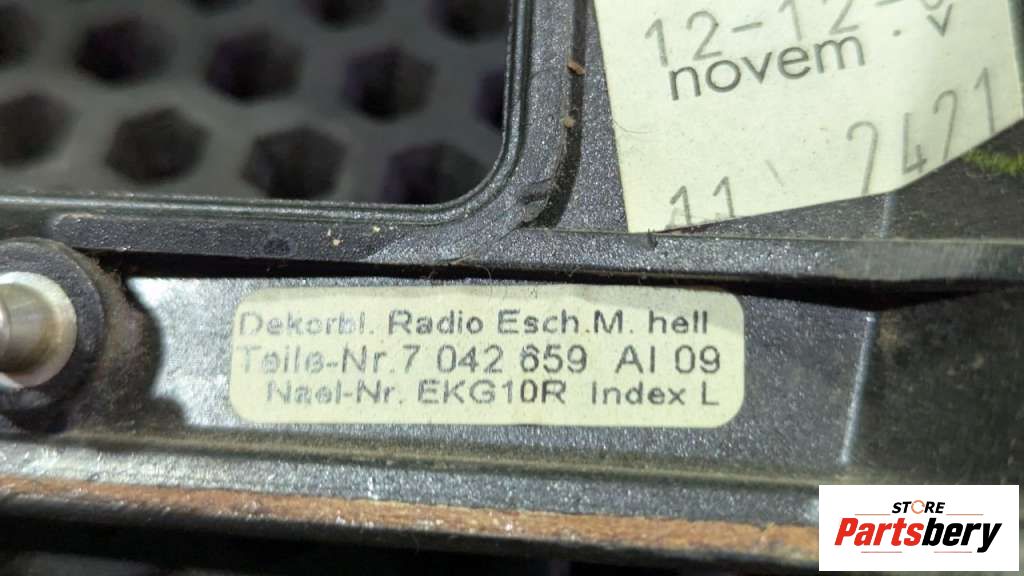 12-12-
novem
11 2421
Dekorbl. Radio Esch.M. hell
Teile-Nr.7 042 659 AI 09
Nael-Nr. EKG10R Index L
STORE
Partsbery